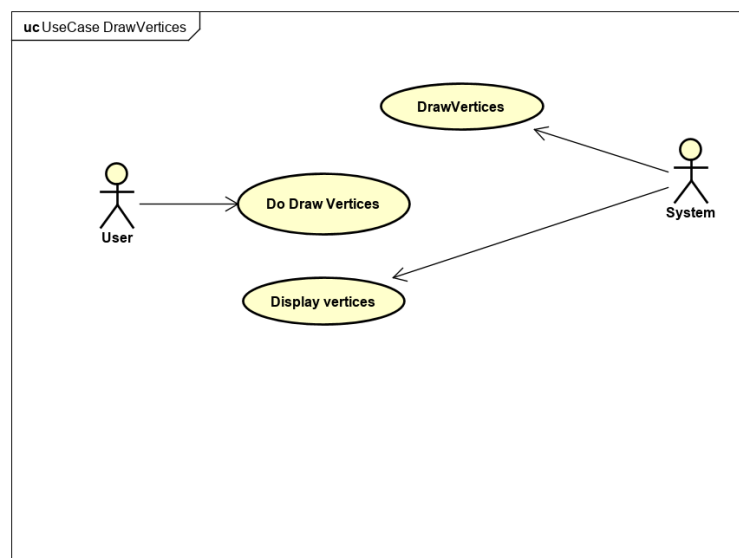 uc UseCase DrawVertices
DrawVertices
Do Draw Vertices
User
System
Display vertices